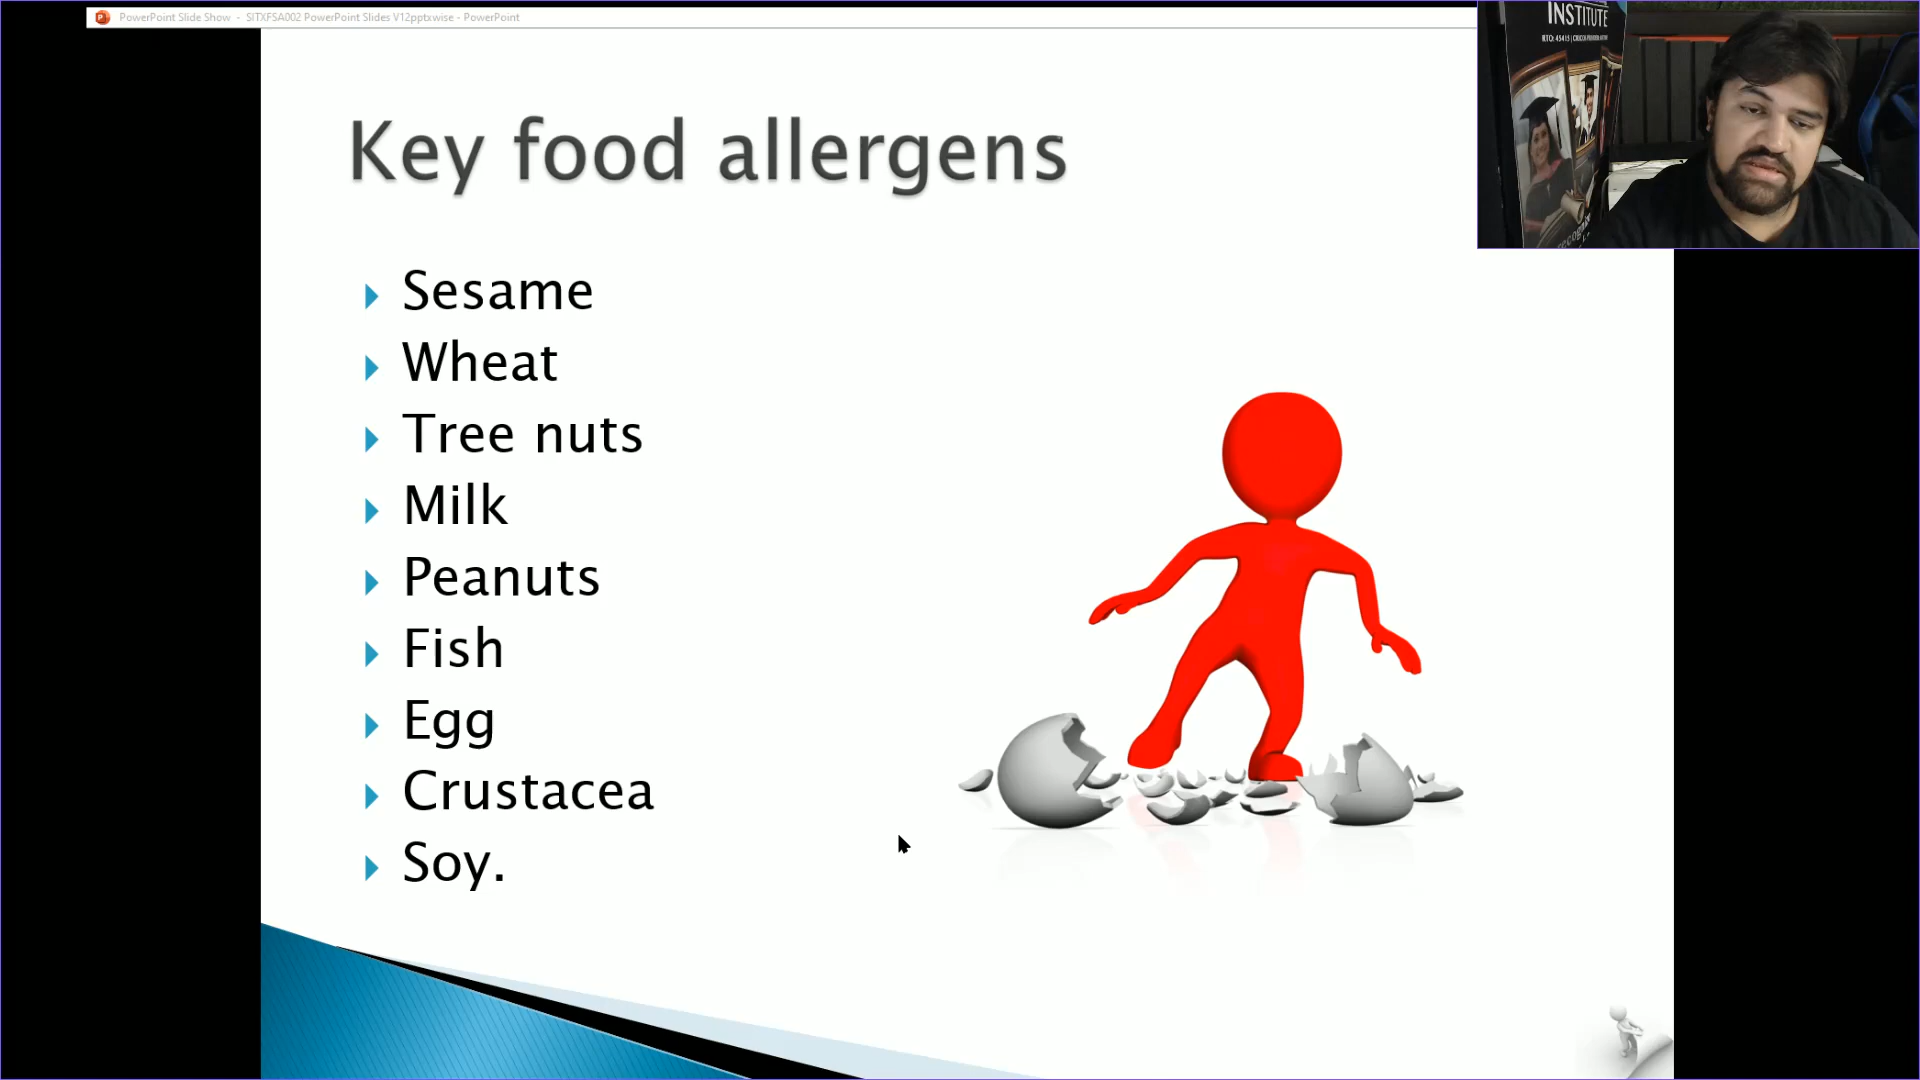 PowerPoint Slide Show - SITXFSA002 PowerPoint Slides V12pptxwise - PowerPoint
INSTITUTE
Key food allergens
Sesame
Wheat
Tree nuts
Milk
Peanuts
Fish
Egg
Crustacea
Soy.